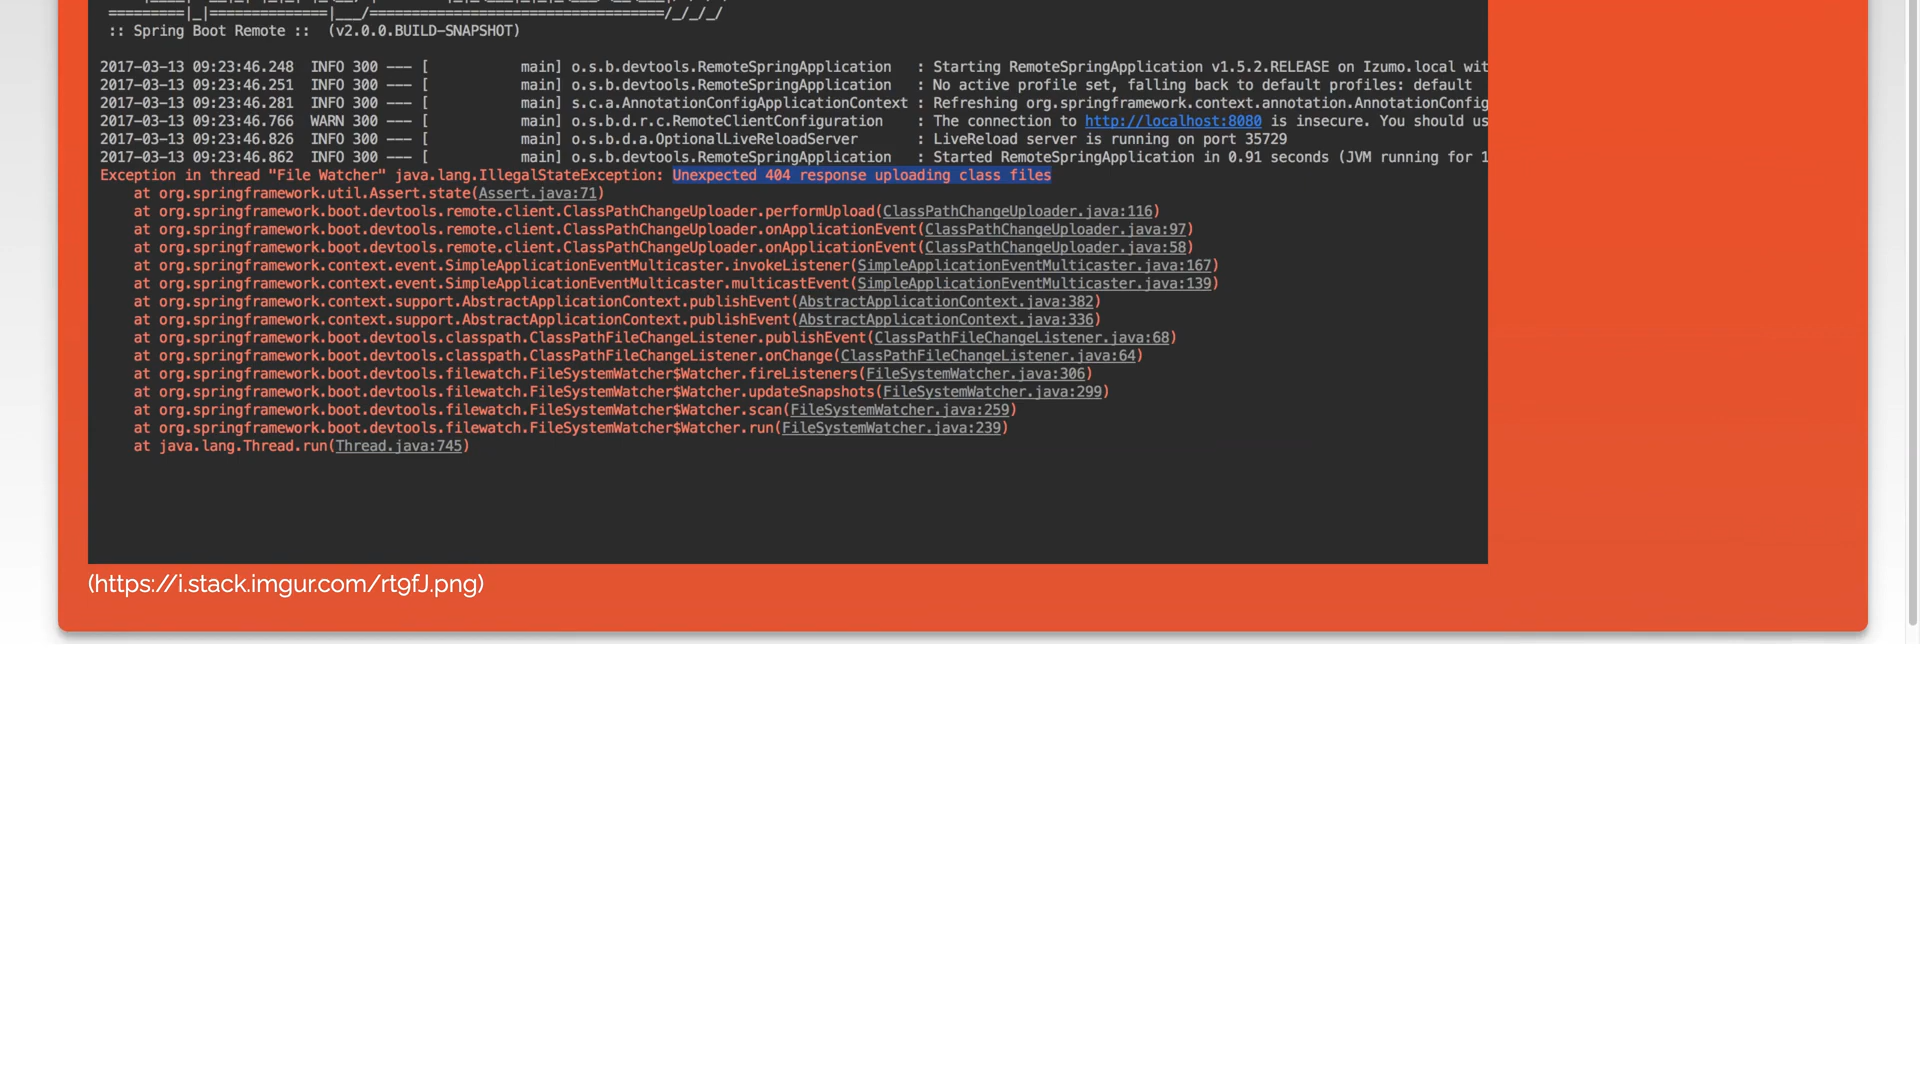 =========|_|==============|___/===================================/_/_/_/
:: Spring Boot Remote ::  (v2.0.0.BUILD-SNAPSHOT)
2017-03-13 09:23:46.248  INFO 300 --- [           main] o.s.b.devtools.RemoteSpringApplication   : Starting RemoteSpringApplication v1.5.2.RELEASE on Izumo.local wit
2017-03-13 09:23:46.251  INFO 300 --- [           main] o.s.b.devtools.RemoteSpringApplication   : No active profile set, falling back to default profiles: default
2017-03-13 09:23:46.281  INFO 300 --- [           main] s.c.a.AnnotationConfigApplicationContext : Refreshing org.springframework.context.annotation.AnnotationConfig
2017-03-13 09:23:46.766  WARN 300 --- [           main] o.s.b.d.r.c.RemoteClientConfiguration    : The connection to http://localhost:8080 is insecure. You should us
2017-03-13 09:23:46.826  INFO 300 --- [           main] o.s.b.d.a.OptionalLiveReloadServer       : LiveReload server is running on port 35729
2017-03-13 09:23:46.862  INFO 300 --- [           main] o.s.b.devtools.RemoteSpringApplication   : Started RemoteSpringApplication in 0.91 seconds (JVM running for 1
Exception in thread "File Watcher" java.lang.IllegalStateException: Unexpected 404 response uploading class files
at org.springframework.util.Assert.state(Assert.java:71)
at org.springframework.boot.devtools.remote.client.ClassPathChangeUploader.performUpload(ClassPathChangeUploader.java:116)
at org.springframework.boot.devtools.remote.client.ClassPathChangeUploader.onApplicationEvent(ClassPathChangeUploader.java:97)
at org.springframework.boot.devtools.remote.client.ClassPathChangeUploader.onApplicationEvent(ClassPathChangeUploader.java:58)
at org.springframework.context.event.SimpleApplicationEventMulticaster.invokeListener(SimpleApplicationEventMulticaster.java:167)
at org.springframework.context.event.SimpleApplicationEventMulticaster.multicastEvent(SimpleApplicationEventMulticaster.java:139)
at org.springframework.context.support.AbstractApplicationContext.publishEvent(AbstractApplicationContext.java:382)
at org.springframework.context.support.AbstractApplicationContext.publishEvent(AbstractApplicationContext.java:336)
at org.springframework.boot.devtools.classpath.ClassPathFileChangeListener.publishEvent(ClassPathFileChangeListener.java:68)
at org.springframework.boot.devtools.classpath.ClassPathFileChangeListener.onChange(ClassPathFileChangeListener.java:64)
at org.springframework.boot.devtools.filewatch.FileSystemWatcher$Watcher.fireListeners(FileSystemWatcher.java:306)
at org.springframework.boot.devtools.filewatch.FileSystemWatcher$Watcher.updateSnapshots(FileSystemWatcher.java:299)
at org.springframework.boot.devtools.filewatch.FileSystemWatcher$Watcher.scan(FileSystemWatcher.java:259)
at org.springframework.boot.devtools.filewatch.FileSystemWatcher$Watcher.run(FileSystemWatcher.java:239)
at java.lang.Thread.run(Thread.java:745)
(https://i.stack.imgur.com/rt9fJ.png)